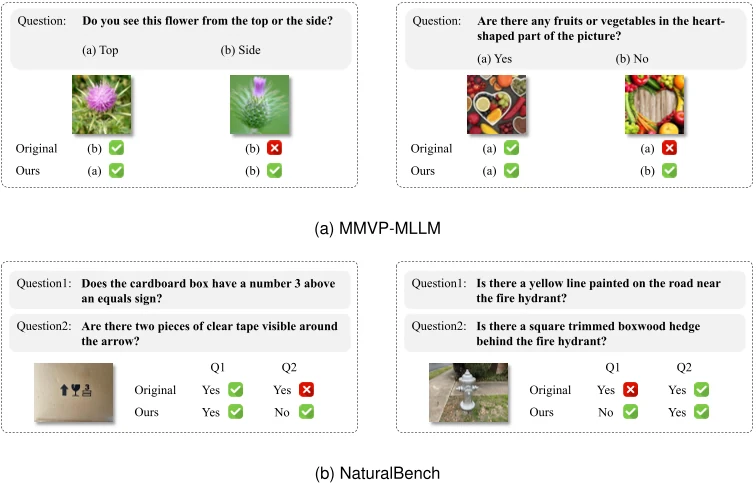 Question: Do you see this flower from the top or the side?
(a) Top (b) Side
Original (b) (b)
Ours (a) (b)
Question: Are there any fruits or vegetables in the heart-
shaped part of the picture?
(a) Yes (b) No
Original (a) (a)
Ours (a) (b)
(a) MMVP-MLLM
Question1: Does the cardboard box have a number 3 above
an equals sign?
Question2: Are there two pieces of clear tape visible around
the arrow?
3
Q1 Q2
Original Yes Yes
Ours Yes No
Question1: Is there a yellow line painted on the road near
the fire hydrant?
Question2: Is there a square trimmed boxwood hedge
behind the fire hydrant?
Q1 Q2
Original Yes Yes
Ours No Yes
(b) NaturalBench